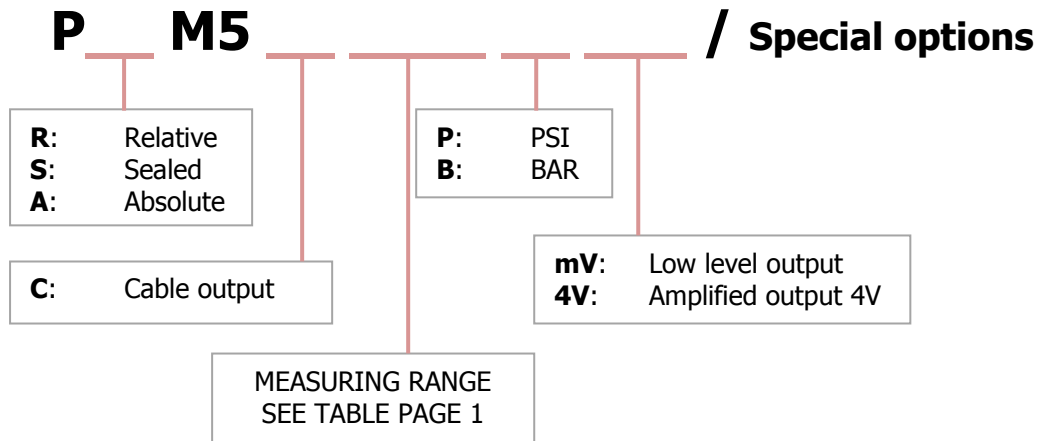 P M5 / Special options
R: Relative
S: Sealed
A: Absolute
P: PSI
B: BAR
C: Cable output
mV: Low level output
4V: Amplified output 4V
MEASURING RANGE
SEE TABLE PAGE 1